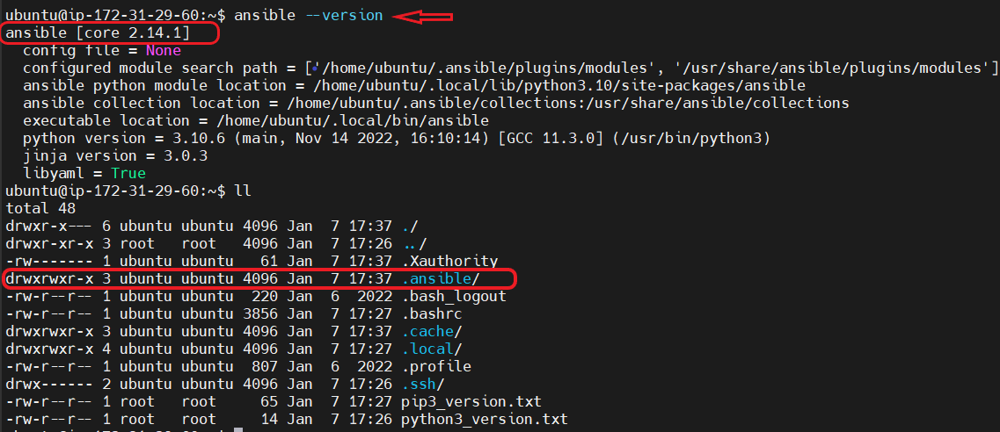 ubuntu@ip-172-31-29-60:~$ ansible --version
ansible [core 2.14.1]
  config file = None
  configured module search path = ['/home/ubuntu/.ansible/plugins/modules', '/usr/share/ansible/plugins/modules']
  ansible python module location = /home/ubuntu/.local/lib/python3.10/site-packages/ansible
  ansible collection location = /home/ubuntu/.ansible/collections:/usr/share/ansible/collections
  executable location = /home/ubuntu/.local/bin/ansible
  python version = 3.10.6 (main, Nov 14 2022, 16:10:14) [GCC 11.3.0] (/usr/bin/python3)
  jinja version = 3.0.3
  libyaml = True
ubuntu@ip-172-31-29-60:~$ ll
total 48
drwxr-x--- 6 ubuntu ubuntu 4096 Jan  7 17:37 ./
drwxr-xr-x 3 root   root   4096 Jan  7 17:26 ../
-rw------- 1 ubuntu ubuntu   61 Jan  7 17:37 .Xauthority
drwxrwxr-x 3 ubuntu ubuntu 4096 Jan  7 17:37 .ansible/
-rw-r--r-- 1 ubuntu ubuntu  220 Jan  6  2022 .bash_logout
-rw-r--r-- 1 ubuntu ubuntu 3856 Jan  7 17:27 .bashrc
drwxrwxr-x 3 ubuntu ubuntu 4096 Jan  7 17:37 .cache/
drwxrwxr-x 4 ubuntu ubuntu 4096 Jan  7 17:27 .local/
-rw-r--r-- 1 ubuntu ubuntu  807 Jan  6  2022 .profile
drwx------ 2 ubuntu ubuntu 4096 Jan  7 17:26 .ssh/
-rw-r--r-- 1 root   root     65 Jan  7 17:27 pip3_version.txt
-rw-r--r-- 1 root   root     14 Jan  7 17:26 python3_version.txt